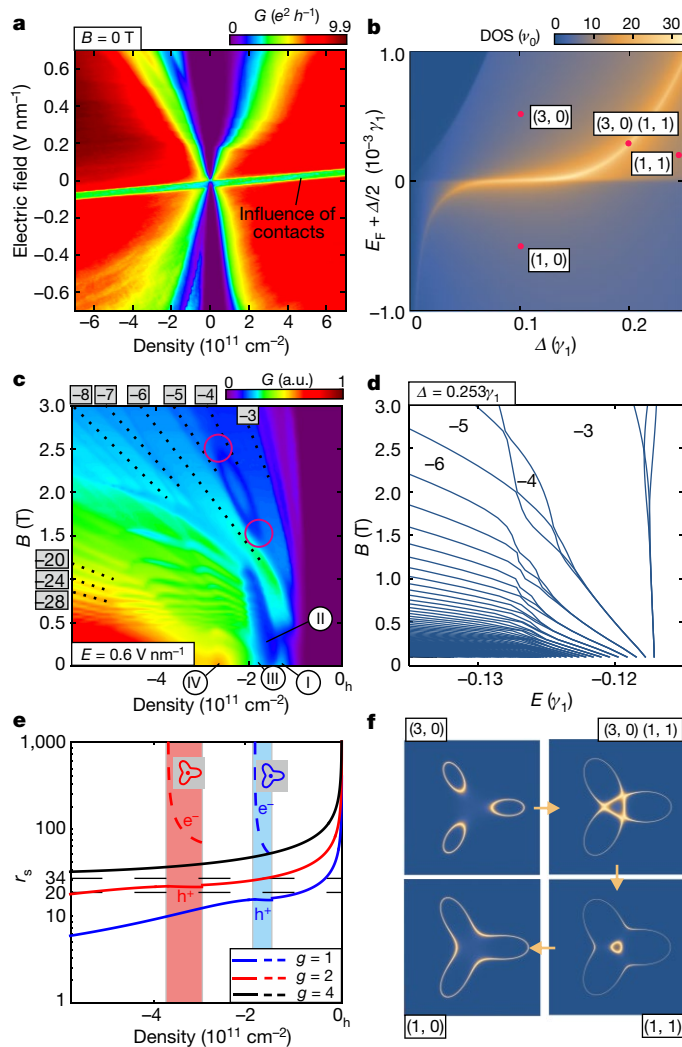 a
B = 0 T
G (e² h⁻¹)
0
9.9
Electric field (V nm⁻¹)
0.6
0.4
0.2
0
−0.2
−0.4
−0.6
Influence of
contacts
−6 −4 −2 0 2 4 6
Density (10¹¹ cm⁻²)
b
DOS (ν₀)
0 10 20 30
E_F + Δ/2 (10⁻³ γ₁)
1.0
0
−1.0
(3, 0)
(3, 0) (1, 1)
(1, 1)
(1, 0)
0 0.1 0.2
Δ (γ₁)
c
G (a.u.)
0 1
−8 −7 −6 −5 −4
−3
B (T)
3.0
2.5
2.0
1.5
1.0
0.5
0
−20
−24
−28
II
E = 0.6 V nm⁻¹
−4 −2 0ₕ
IV III I
Density (10¹¹ cm⁻²)
d
Δ = 0.253γ₁
B (T)
3.0
2.5
2.0
1.5
1.0
0.5
0
−5
−3
−6
−4
−0.13 −0.12
E (γ₁)
e
rₛ
1,000
100
34
20
10
1
e⁻
e⁻
h⁺
h⁺
g = 1
g = 2
g = 4
−4 −2 0ₕ
Density (10¹¹ cm⁻²)
f
(3, 0)
(3, 0) (1, 1)
(1, 0)
(1, 1)